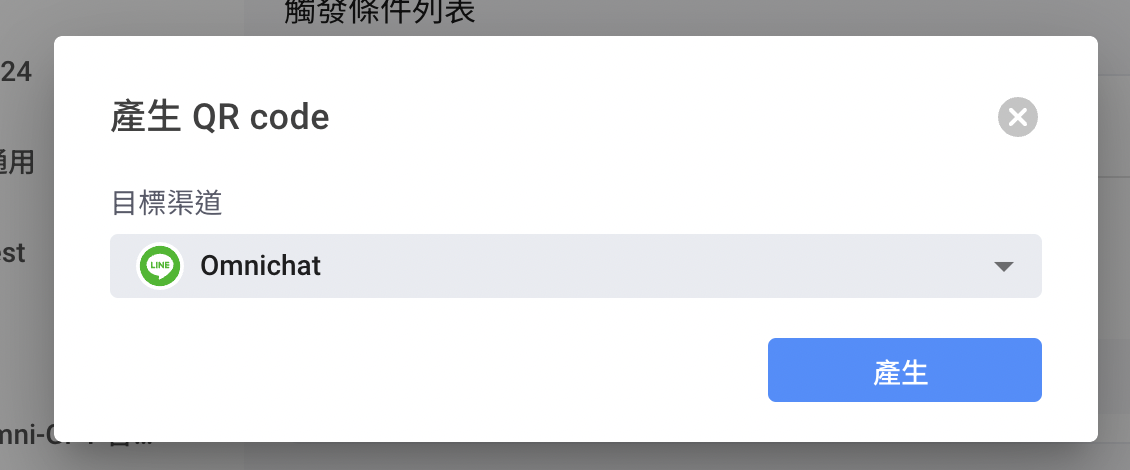 觸發條件列表
24
產生 QR code
通用
目標渠道
est
LINE
Omnichat
產生